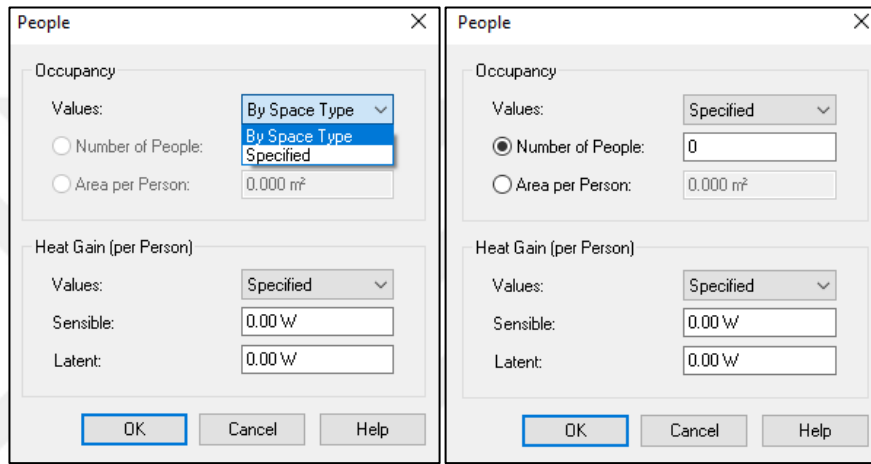 People
Occupancy
Values: By Space Type
By Space Type
Number of People: Specified
Area per Person: 0.000 m²
Heat Gain (per Person)
Values: Specified
Sensible: 0.00 W
Latent: 0.00 W
OK Cancel Help
People
Occupancy
Values: Specified
Number of People: 0
Area per Person: 0.000 m²
Heat Gain (per Person)
Values: Specified
Sensible: 0.00 W
Latent: 0.00 W
OK Cancel Help